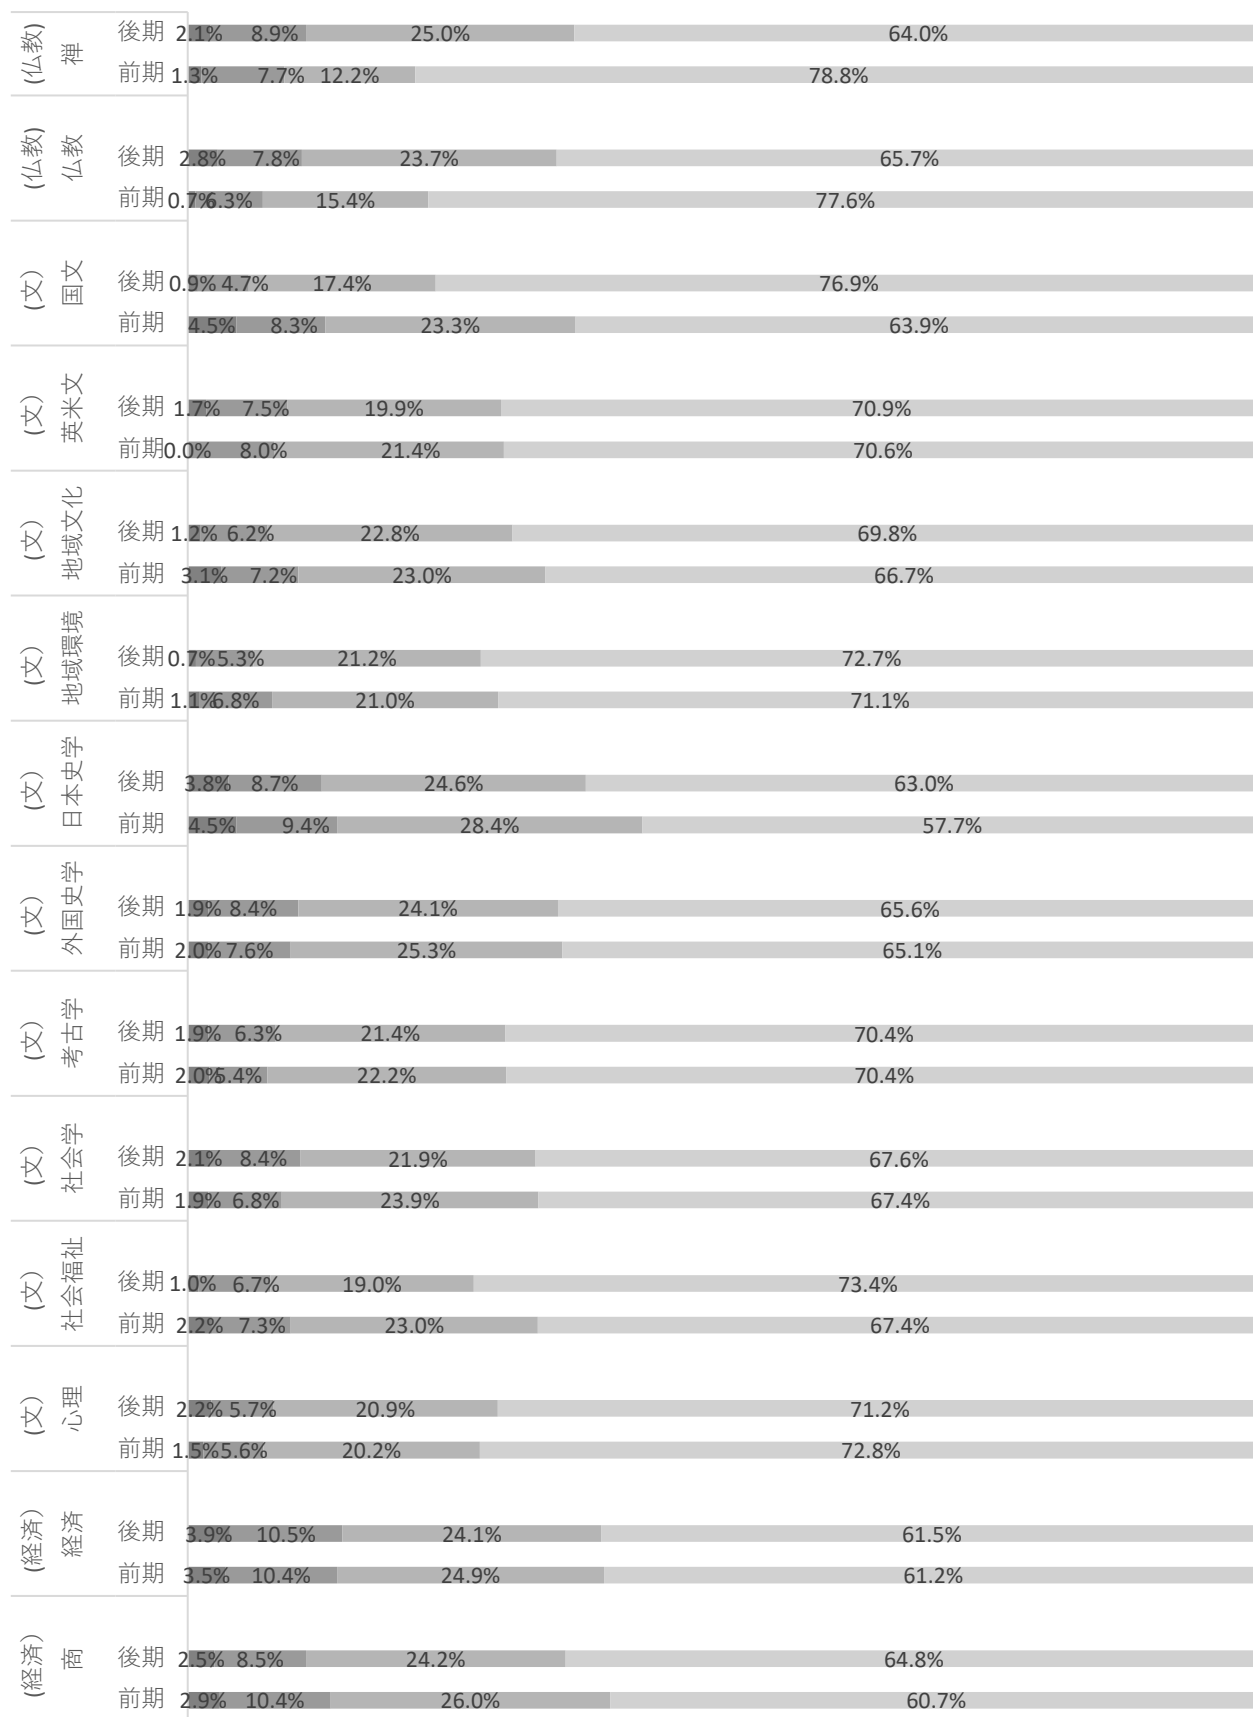 (仏教)
禅
後期 2.1% 8.9% 25.0% 64.0%
前期 1.3% 7.7% 12.2% 78.8%
(仏教)
仏教
後期 2.8% 7.8% 23.7% 65.7%
前期 0.7% 6.3% 15.4% 77.6%
(文)
国文
後期 0.9% 4.7% 17.4% 76.9%
前期 4.5% 8.3% 23.3% 63.9%
(文)
英米文
後期 1.7% 7.5% 19.9% 70.9%
前期 0.0% 8.0% 21.4% 70.6%
(文)
地域文化
後期 1.2% 6.2% 22.8% 69.8%
前期 3.1% 7.2% 23.0% 66.7%
(文)
地域環境
後期 0.7% 5.3% 21.2% 72.7%
前期 1.1% 6.8% 21.0% 71.1%
(文)
日本史学
後期 3.8% 8.7% 24.6% 63.0%
前期 4.5% 9.4% 28.4% 57.7%
(文)
外国史学
後期 1.9% 8.4% 24.1% 65.6%
前期 2.0% 7.6% 25.3% 65.1%
(文)
考古学
後期 1.9% 6.3% 21.4% 70.4%
前期 2.0% 5.4% 22.2% 70.4%
(文)
社会学
後期 2.1% 8.4% 21.9% 67.6%
前期 1.9% 6.8% 23.9% 67.4%
(文)
社会福祉
後期 1.0% 6.7% 19.0% 73.4%
前期 2.2% 7.3% 23.0% 67.4%
(文)
心理
後期 2.2% 5.7% 20.9% 71.2%
前期 1.5% 5.6% 20.2% 72.8%
(経済)
経済
後期 3.9% 10.5% 24.1% 61.5%
前期 3.5% 10.4% 24.9% 61.2%
(経済)
商
後期 2.5% 8.5% 24.2% 64.8%
前期 2.9% 10.4% 26.0% 60.7%